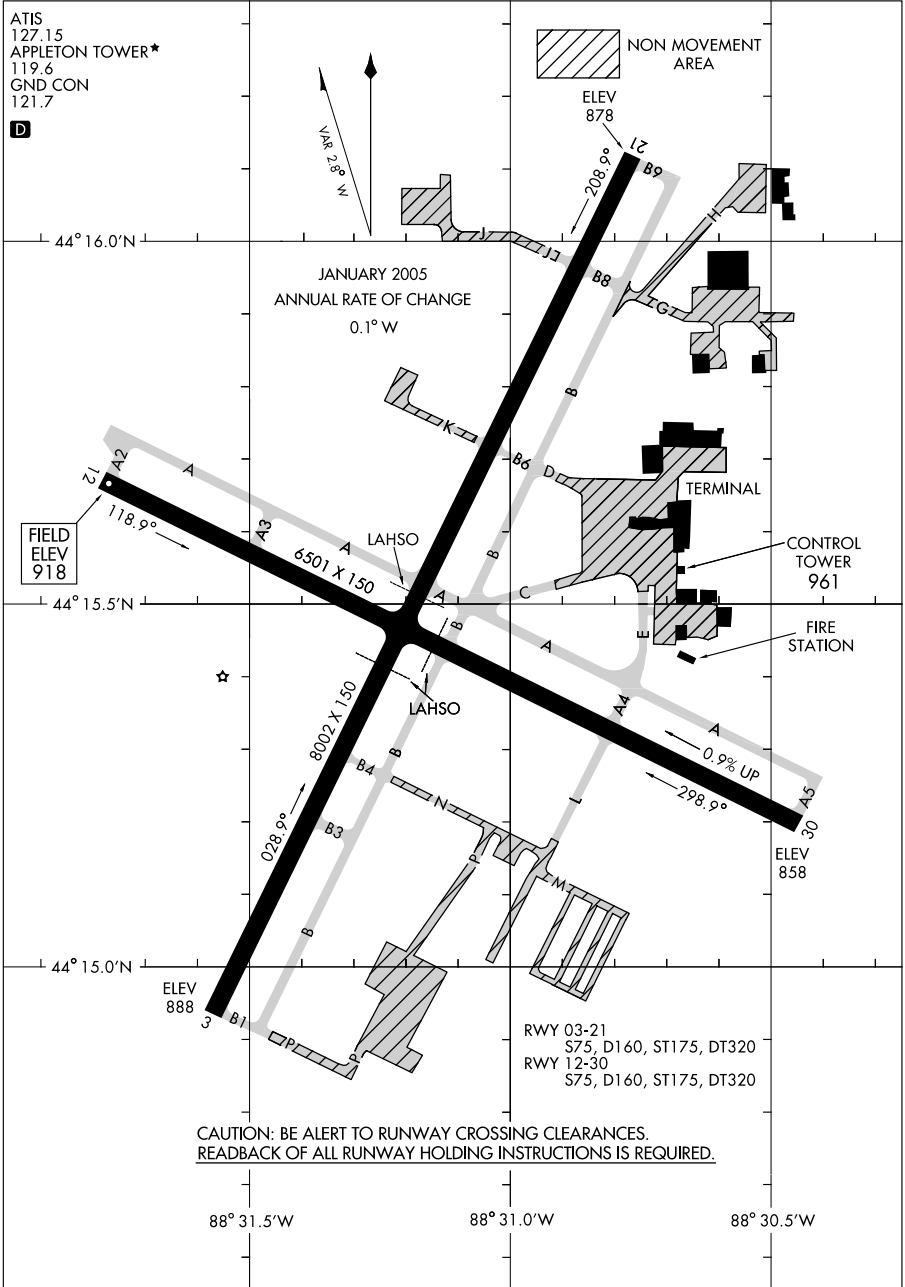 ATIS
127.15
APPLETON TOWER★
119.6
GND CON
121.7
D
NON MOVEMENT
AREA
ELEV
878
21
B9
208.9°
VAR 2.8° W
H
44° 16.0'N
J
J1
B8
G
JANUARY 2005
ANNUAL RATE OF CHANGE
0.1° W
B
K
B6
D
TERMINAL
12
A2
A
A3
A
118.9°
FIELD
ELEV
918
LAHSO
6501 X 150
B
CONTROL
TOWER
961
44° 15.5'N
A
B
C
E
A
FIRE
STATION
LAHSO
8002 X 150
A4
A
0.9% UP
298.9°
A5
30
ELEV
858
B
B4
N
L
028.9°
B3
P
M
B
44° 15.0'N
ELEV
888
3
B1
P
P
RWY 03-21
S75, D160, ST175, DT320
RWY 12-30
S75, D160, ST175, DT320
CAUTION: BE ALERT TO RUNWAY CROSSING CLEARANCES.
READBACK OF ALL RUNWAY HOLDING INSTRUCTIONS IS REQUIRED.
88° 31.5'W
88° 31.0'W
88° 30.5'W